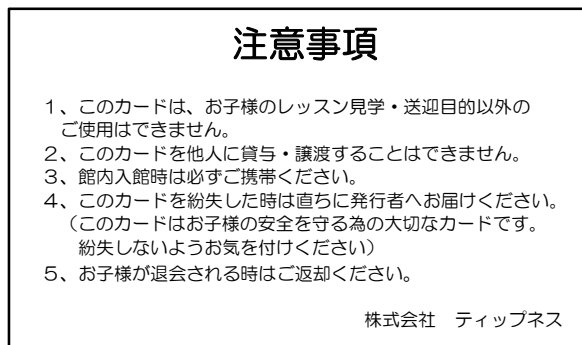 注意事項
１、このカードは、お子様のレッスン見学・送迎目的以外の
ご使用はできません。
２、このカードを他人に貸与・譲渡することはできません。
３、館内入館時は必ずご携帯ください。
４、このカードを紛失した時は直ちに発行者へお届けください。
（このカードはお子様の安全を守る為の大切なカードです。
紛失しないようお気を付けください）
５、お子様が退会される時はご返却ください。
株式会社　ティップネス